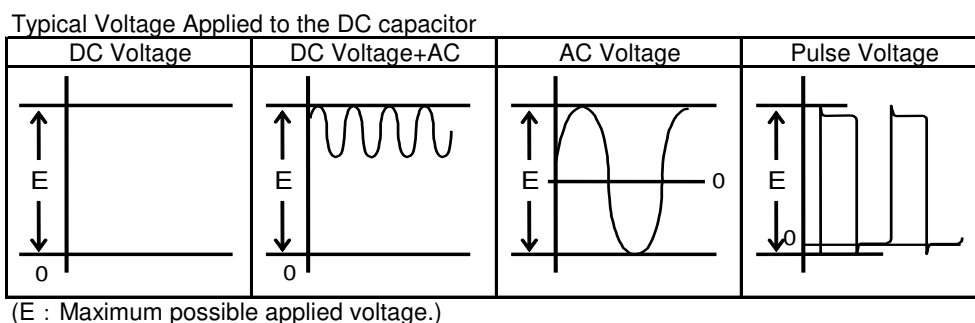 Typical Voltage Applied to the DC capacitor
DC Voltage DC Voltage+AC AC Voltage Pulse Voltage
E E E 0 E
0
0 0
(E : Maximum possible applied voltage.)